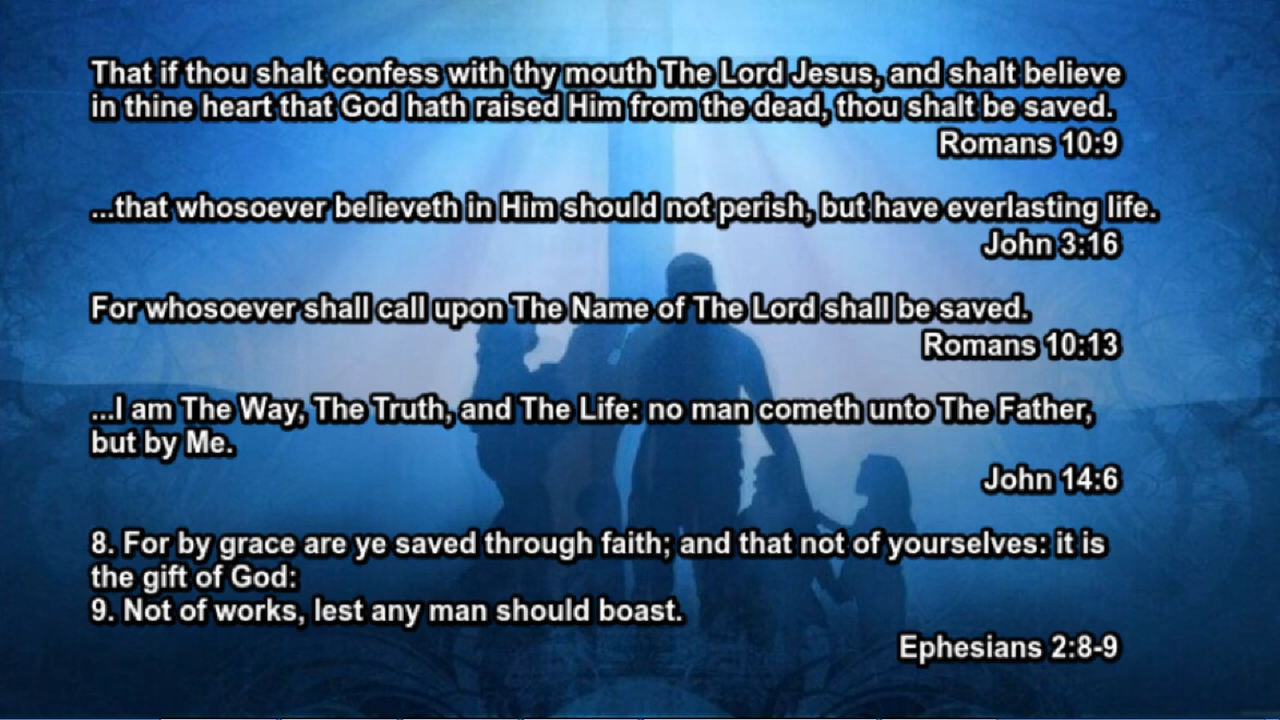 That if thou shalt confess with thy mouth The Lord Jesus, and shalt believe
in thine heart that God hath raised Him from the dead, thou shalt be saved.
Romans 10:9
...that whosoever believeth in Him should not perish, but have everlasting life.
John 3:16
For whosoever shall call upon The Name of The Lord shall be saved.
Romans 10:13
...I am The Way, The Truth, and The Life: no man cometh unto The Father,
but by Me.
John 14:6
8. For by grace are ye saved through faith; and that not of yourselves: it is
the gift of God:
9. Not of works, lest any man should boast.
Ephesians 2:8-9